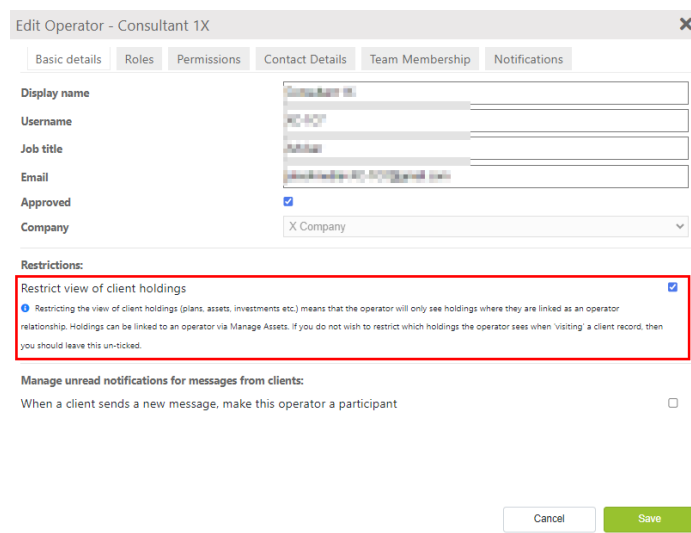 Edit Operator - Consultant 1X
Basic details Roles Permissions Contact Details Team Membership Notifications
Display name
Username
Job title
Email
Approved
Company X Company
Restrictions:
Restrict view of client holdings
Restricting the view of client holdings (plans, assets, investments etc.) means that the operator will only see holdings where they are linked as an operator
relationship. Holdings can be linked to an operator via Manage Assets. If you do not wish to restrict which holdings the operator sees when 'visiting' a client record, then
you should leave this un-ticked.
Manage unread notifications for messages from clients:
When a client sends a new message, make this operator a participant
Cancel Save